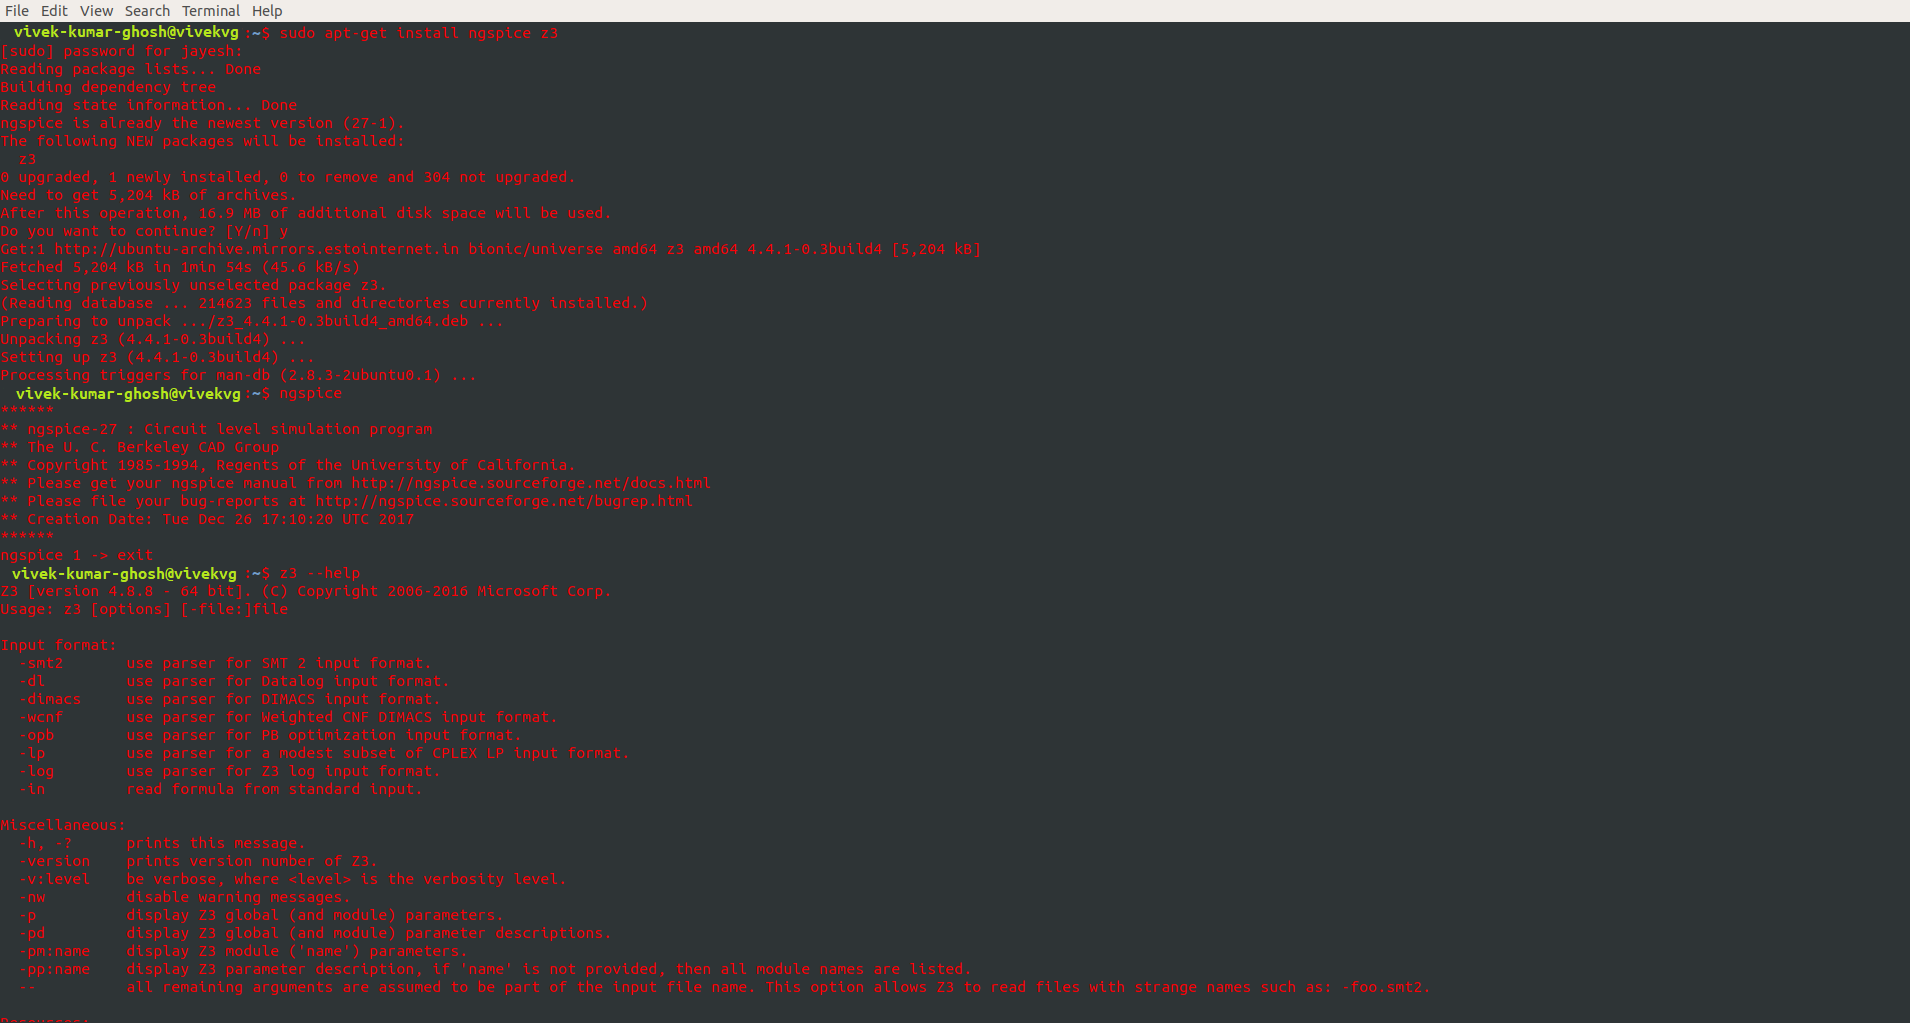 File Edit View Search Terminal Help
vivek-kumar-ghosh@vivekvg :~$ sudo apt-get install ngspice z3
[sudo] password for jayesh:
Reading package lists... Done
Building dependency tree
Reading state information... Done
ngspice is already the newest version (27-1).
The following NEW packages will be installed:
  z3
0 upgraded, 1 newly installed, 0 to remove and 304 not upgraded.
Need to get 5,204 kB of archives.
After this operation, 16.9 MB of additional disk space will be used.
Do you want to continue? [Y/n] y
Get:1 http://ubuntu-archive.mirrors.estointernet.in bionic/universe amd64 z3 amd64 4.4.1-0.3build4 [5,204 kB]
Fetched 5,204 kB in 1min 54s (45.6 kB/s)
Selecting previously unselected package z3.
(Reading database ... 214623 files and directories currently installed.)
Preparing to unpack .../z3_4.4.1-0.3build4_amd64.deb ...
Unpacking z3 (4.4.1-0.3build4) ...
Setting up z3 (4.4.1-0.3build4) ...
Processing triggers for man-db (2.8.3-2ubuntu0.1) ...
vivek-kumar-ghosh@vivekvg :~$ ngspice
******
** ngspice-27 : Circuit level simulation program
** The U. C. Berkeley CAD Group
** Copyright 1985-1994, Regents of the University of California.
** Please get your ngspice manual from http://ngspice.sourceforge.net/docs.html
** Please file your bug-reports at http://ngspice.sourceforge.net/bugrep.html
** Creation Date: Tue Dec 26 17:10:20 UTC 2017
******
ngspice 1 -> exit
vivek-kumar-ghosh@vivekvg :~$ z3 --help
Z3 [version 4.8.8 - 64 bit]. (C) Copyright 2006-2016 Microsoft Corp.
Usage: z3 [options] [-file:]file
Input format:
  -smt2       use parser for SMT 2 input format.
  -dl         use parser for Datalog input format.
  -dimacs     use parser for DIMACS input format.
  -wcnf       use parser for Weighted CNF DIMACS input format.
  -opb        use parser for PB optimization input format.
  -lp         use parser for a modest subset of CPLEX LP input format.
  -log        use parser for Z3 log input format.
  -in         read formula from standard input.
Miscellaneous:
  -h, -?      prints this message.
  -version    prints version number of Z3.
  -v:level    be verbose, where <level> is the verbosity level.
  -nw         disable warning messages.
  -p          display Z3 global (and module) parameters.
  -pd         display Z3 global (and module) parameter descriptions.
  -pm:name    display Z3 module ('name') parameters.
  -pp:name    display Z3 parameter description, if 'name' is not provided, then all module names are listed.
  --          all remaining arguments are assumed to be part of the input file name. This option allows Z3 to read files with strange names such as: -foo.smt2.